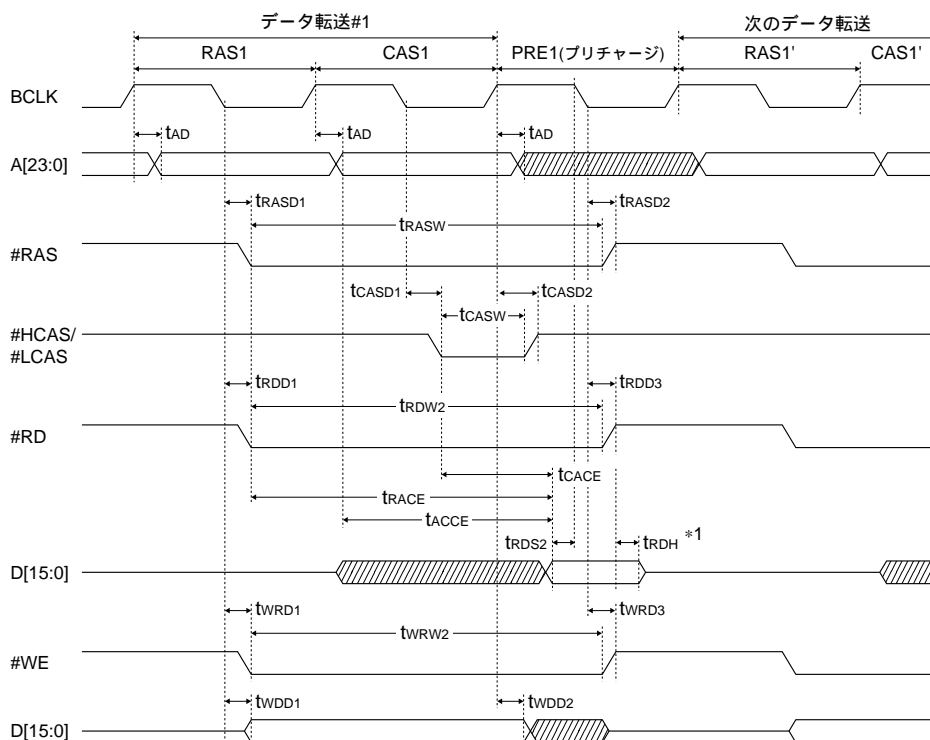 データ転送#1 次のデータ転送
RAS1 CAS1 PRE1(プリチャージ) RAS1' CAS1'
BCLK
tAD tAD tAD
A[23:0]
tRASD1 tRASD2
tRASW
#RAS
tCASD1 tCASD2
tCASW
#HCAS/
#LCAS
tRDD1 tRDD3
tRDW2
#RD
tCACE
tRACE
tACCE
tRDS2 tRDH *1
D[15:0]
tWRD1 tWRD3
tWRW2
#WE
tWDD1 tWDD2
D[15:0]